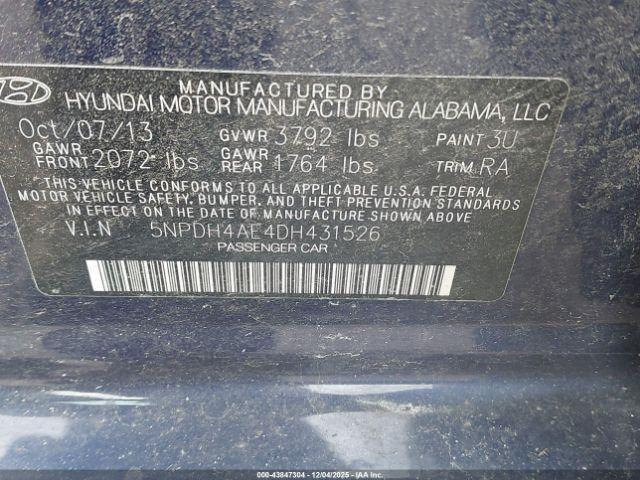 MANUFACTURED BY
HYUNDAI MOTOR MANUFACTURING ALABAMA, LLC
Oct/07/13 GVWR 3792 lbs PAINT 3U
GAWR FRONT 2072 lbs GAWR REAR 1764 lbs TRIM RA
THIS VEHICLE CONFORMS TO ALL APPLICABLE U.S.A. FEDERAL
MOTOR VEHICLE SAFETY, BUMPER, AND THEFT PREVENTION STANDARDS
IN EFFECT ON THE DATE OF MANUFACTURE SHOWN ABOVE
V.I.N 5NPDH4AE4DH431526
PASSENGER CAR
000-43847304 - 12/04/2025 - IAA Inc.